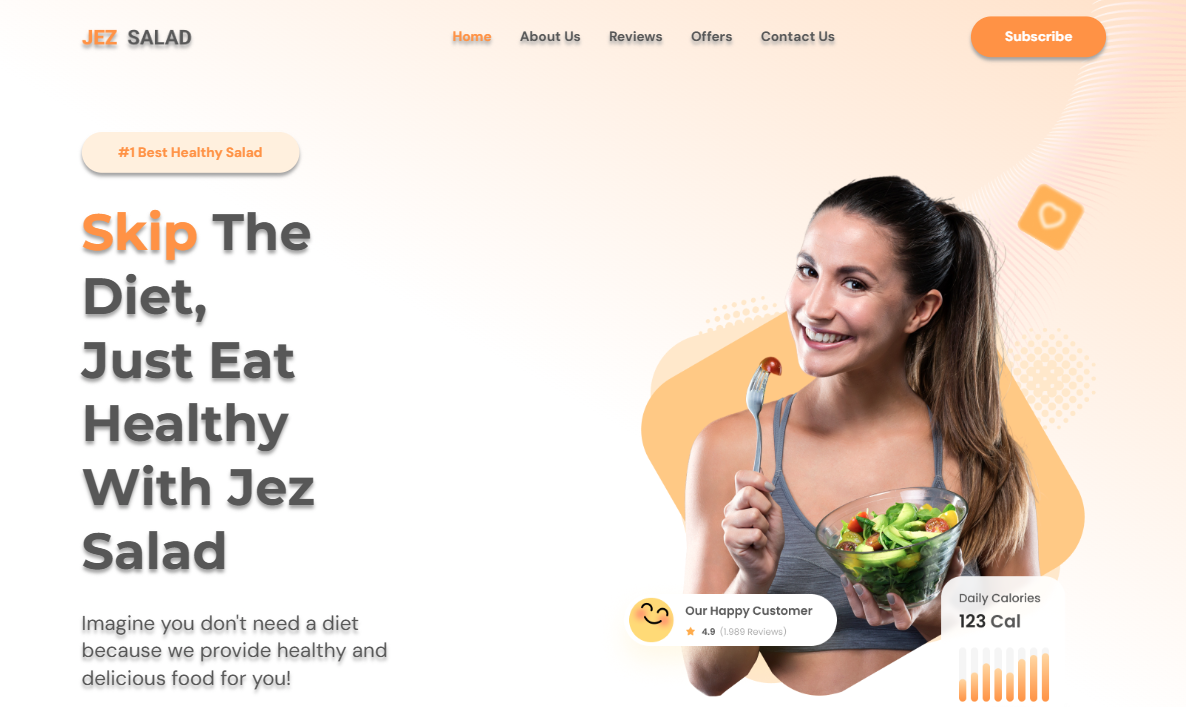 JEZ SALAD
Home About Us Reviews Offers Contact Us
Subscribe
#1 Best Healthy Salad
Skip The
Diet,
Just Eat
Healthy
With Jez
Salad
Imagine you don't need a diet
because we provide healthy and
delicious food for you!
Our Happy Customer
4.9 (1.989 Reviews)
Daily Calories
123 Cal